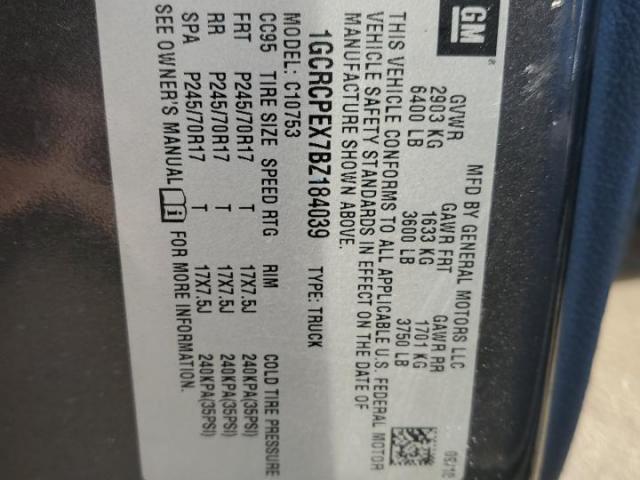 GM
MFD BY GENERAL MOTORS LLC
GVWR GAWR FRT GAWR RR
2903 KG 1633 KG 1701 KG
6400 LB 3600 LB 3750 LB
THIS VEHICLE CONFORMS TO ALL APPLICABLE U.S. FEDERAL MOTOR
VEHICLE SAFETY STANDARDS IN EFFECT ON THE DATE OF
MANUFACTURE SHOWN ABOVE.
1GCRCPEX7BZ184039 TYPE: TRUCK
MODEL: C10753
CC95 TIRE SIZE SPEED RTG RIM COLD TIRE PRESSURE
FRT P245/70R17 T 17X7.5J 240KPA(35PSI)
RR P245/70R17 T 17X7.5J 240KPA(35PSI)
SPA P245/70R17 T 17X7.5J 240KPA(35PSI)
SEE OWNER'S MANUAL FOR MORE INFORMATION.